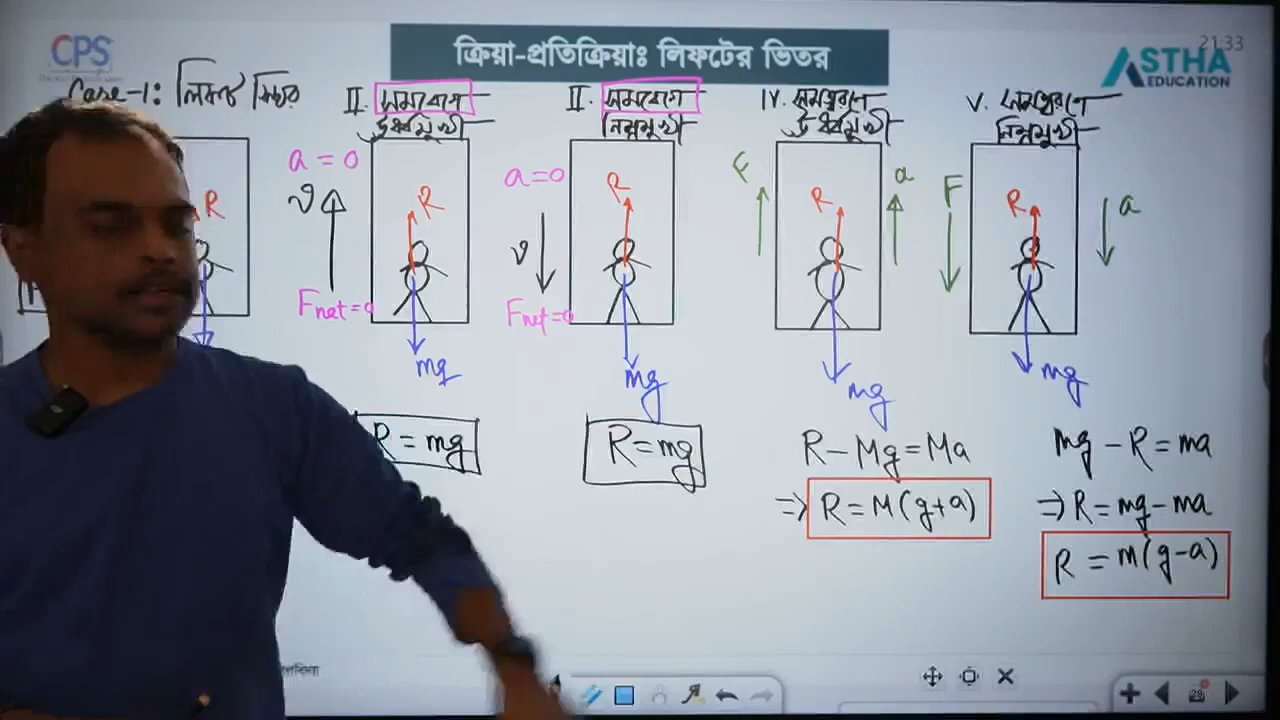 CPS
ক্রিয়া-প্রতিক্রিয়াঃ লিফটের ভিতর
21:33
ASTHA
EDUCATION
Case-1: লিফট স্থির
R
II. সমবেগে
ঊর্ধ্বমুখী
a = 0
v
R
Fnet=0
mg
R = mg
II. সমবেগে
নিম্নমুখী
a=0
v
R
Fnet=0
mg
R=mg
IV. সমত্বরণে
ঊর্ধ্বমুখী
F
R
a
mg
R-Mg=Ma
⇒ R=M(g+a)
V. সমত্বরণে
নিম্নমুখী
F
R
a
mg
mg-R=ma
⇒R=mg-ma
R = m(g-a)
29